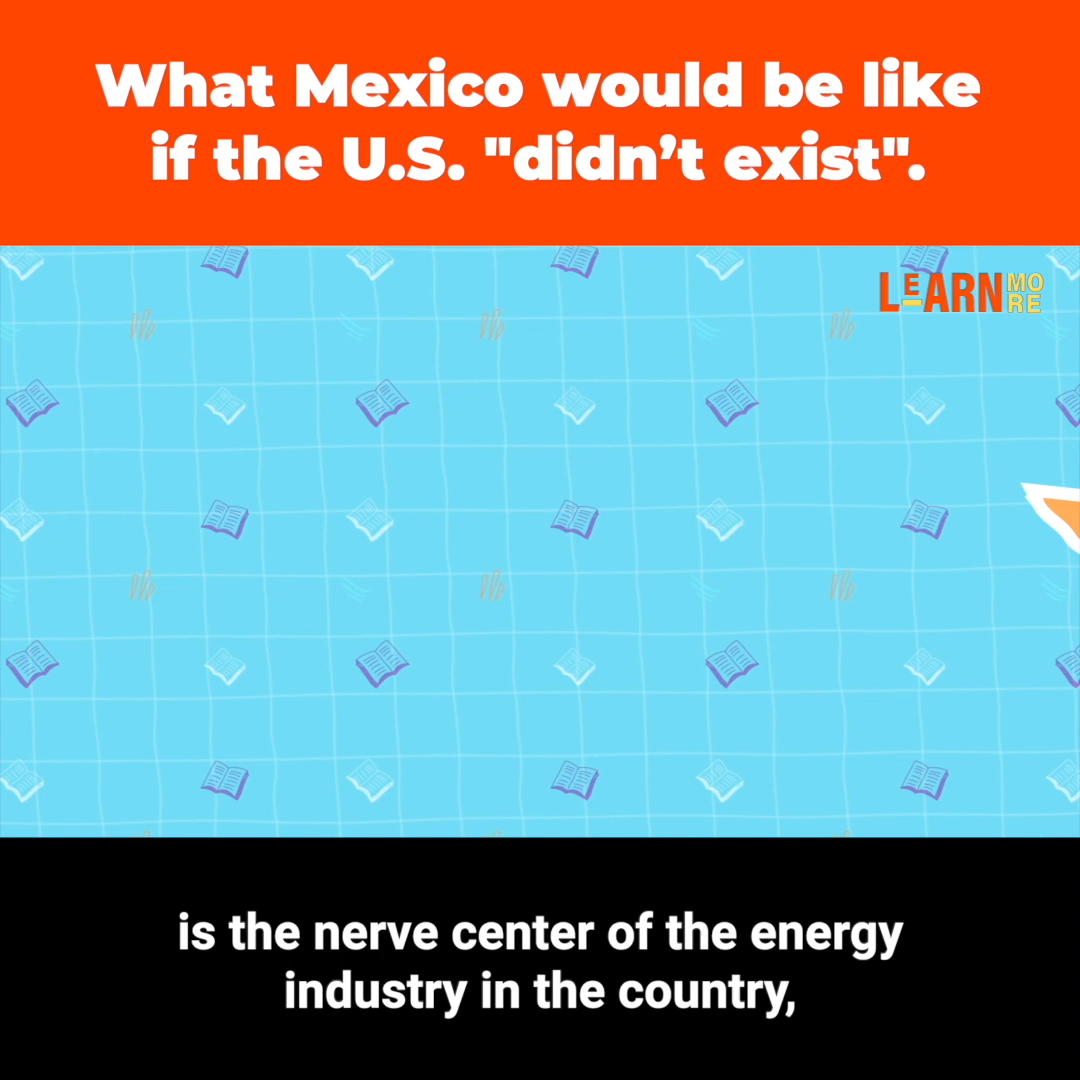 What Mexico would be like
if the U.S. "didn’t exist".
LEARN MORE
is the nerve center of the energy
industry in the country,